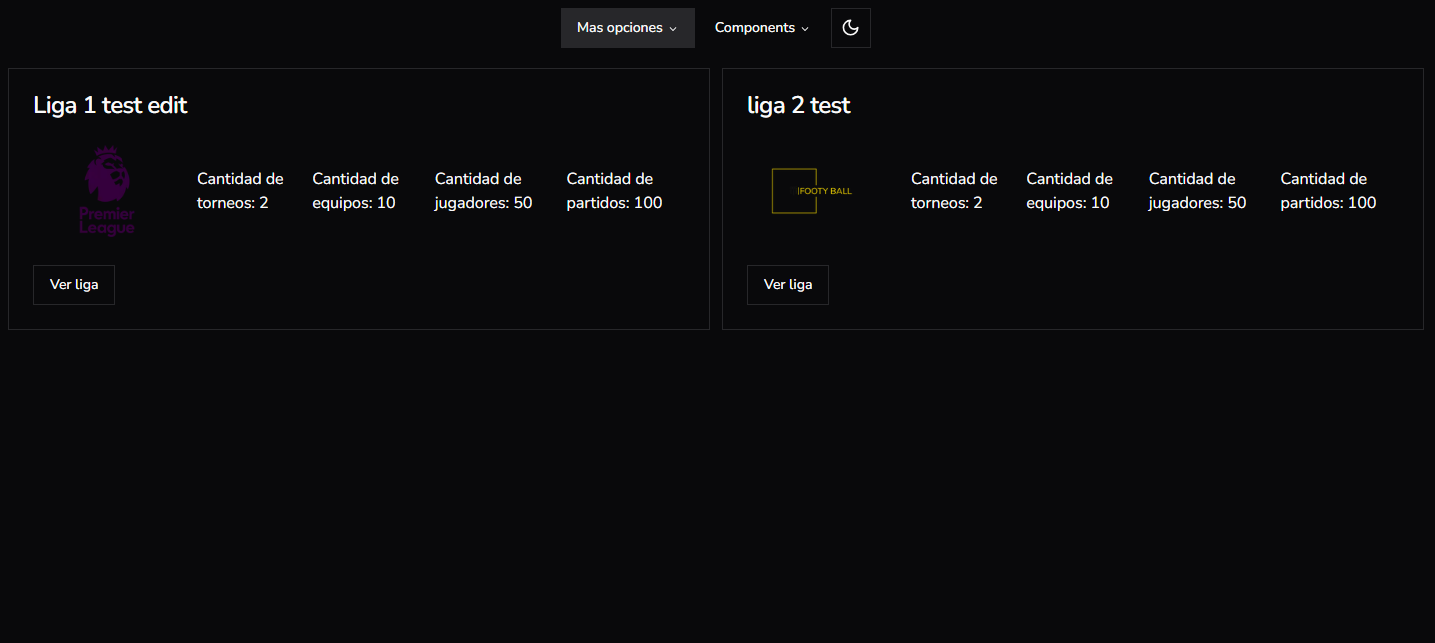 Mas opciones
Components
Liga 1 test edit
Premier
League
Cantidad de
torneos: 2
Cantidad de
equipos: 10
Cantidad de
jugadores: 50
Cantidad de
partidos: 100
Ver liga
liga 2 test
FOOTY BALL
Cantidad de
torneos: 2
Cantidad de
equipos: 10
Cantidad de
jugadores: 50
Cantidad de
partidos: 100
Ver liga